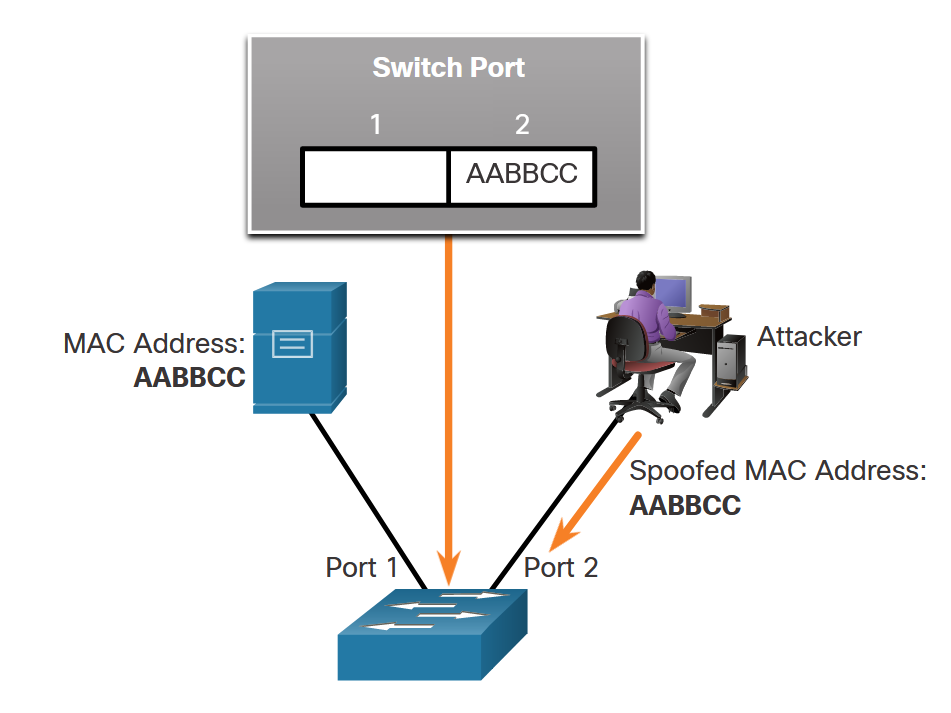 Switch Port
1 2
AABBCC
MAC Address:
AABBCC
Attacker
Spoofed MAC Address:
AABBCC
Port 1
Port 2